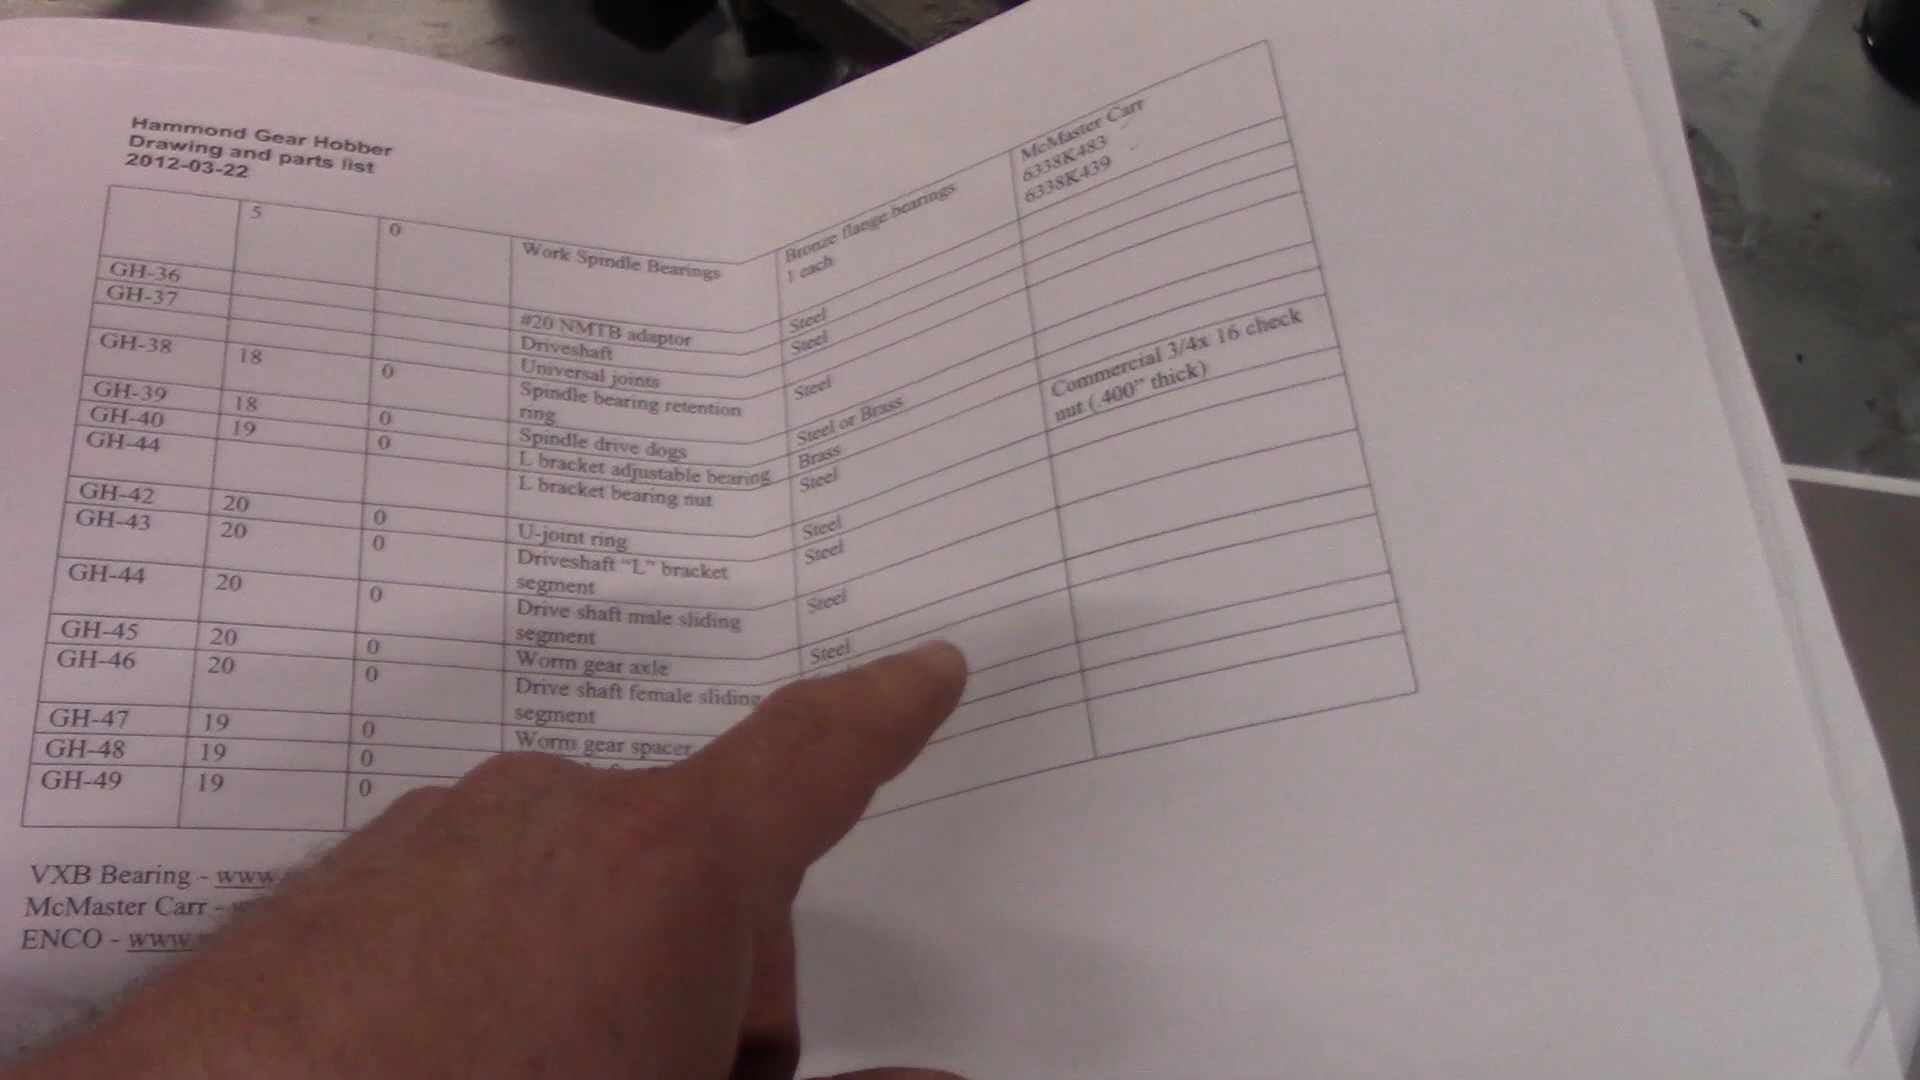 Hammond Gear Hobber
Drawing and parts list
2012-03-22
5 0 Work Spindle Bearings Bronze flange bearings McMaster Carr
1 each 6338K483
6338K439
GH-36 #20 NMTB adaptor Steel
GH-37 Driveshaft Steel
Universal joints
GH-38 18 0 Spindle bearing retention Steel
ring
GH-39 18 0 Spindle drive dogs Steel or Brass
GH-40 19 0 L bracket adjustable bearing Brass
GH-44 L bracket bearing nut Steel Commercial 3/4x 16 check
nut (.400" thick)
GH-42 20 0 U-joint ring Steel
GH-43 20 0 Driveshaft "L" bracket Steel
segment
GH-44 20 0 Drive shaft male sliding Steel
segment
GH-45 20 0 Worm gear axle Steel
GH-46 20 0 Drive shaft female sliding
segment
GH-47 19 0 Worm gear spacer
GH-48 19 0
GH-49 19 0
VXB Bearing - www.
McMaster Carr -
ENCO - www.